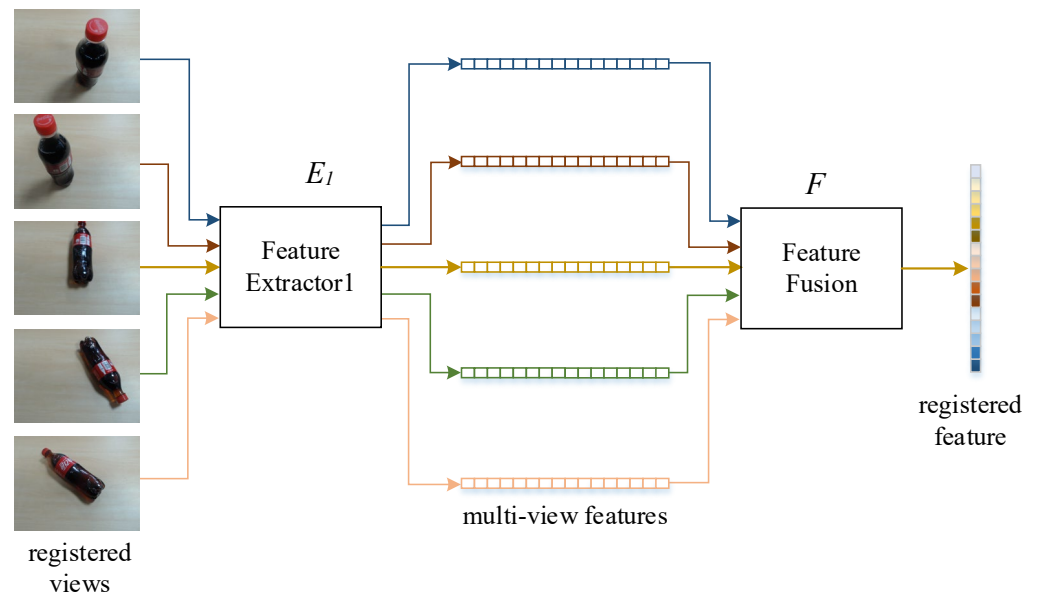 E1
F
Feature
Extractor1
Feature
Fusion
registered
feature
multi-view features
registered
views